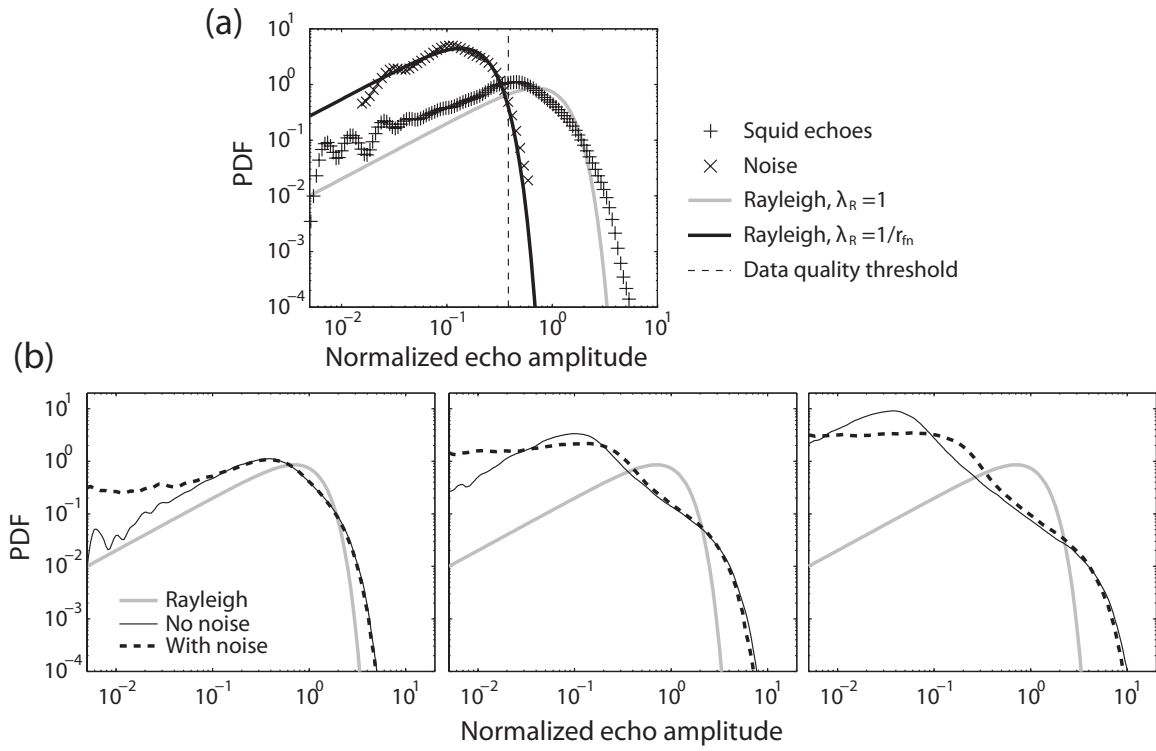 (a)
10^1
10^0
10^-1
10^-2
10^-3
10^-4
PDF
10^-2 10^-1 10^0 10^1
Normalized echo amplitude
Squid echoes
Noise
Rayleigh, λ_R = 1
Rayleigh, λ_R = 1/r_fn
Data quality threshold
(b)
10^1
10^0
10^-1
10^-2
10^-3
10^-4
PDF
Rayleigh
No noise
With noise
10^-2 10^-1 10^0 10^1 10^-2 10^-1 10^0 10^1 10^-2 10^-1 10^0 10^1
Normalized echo amplitude